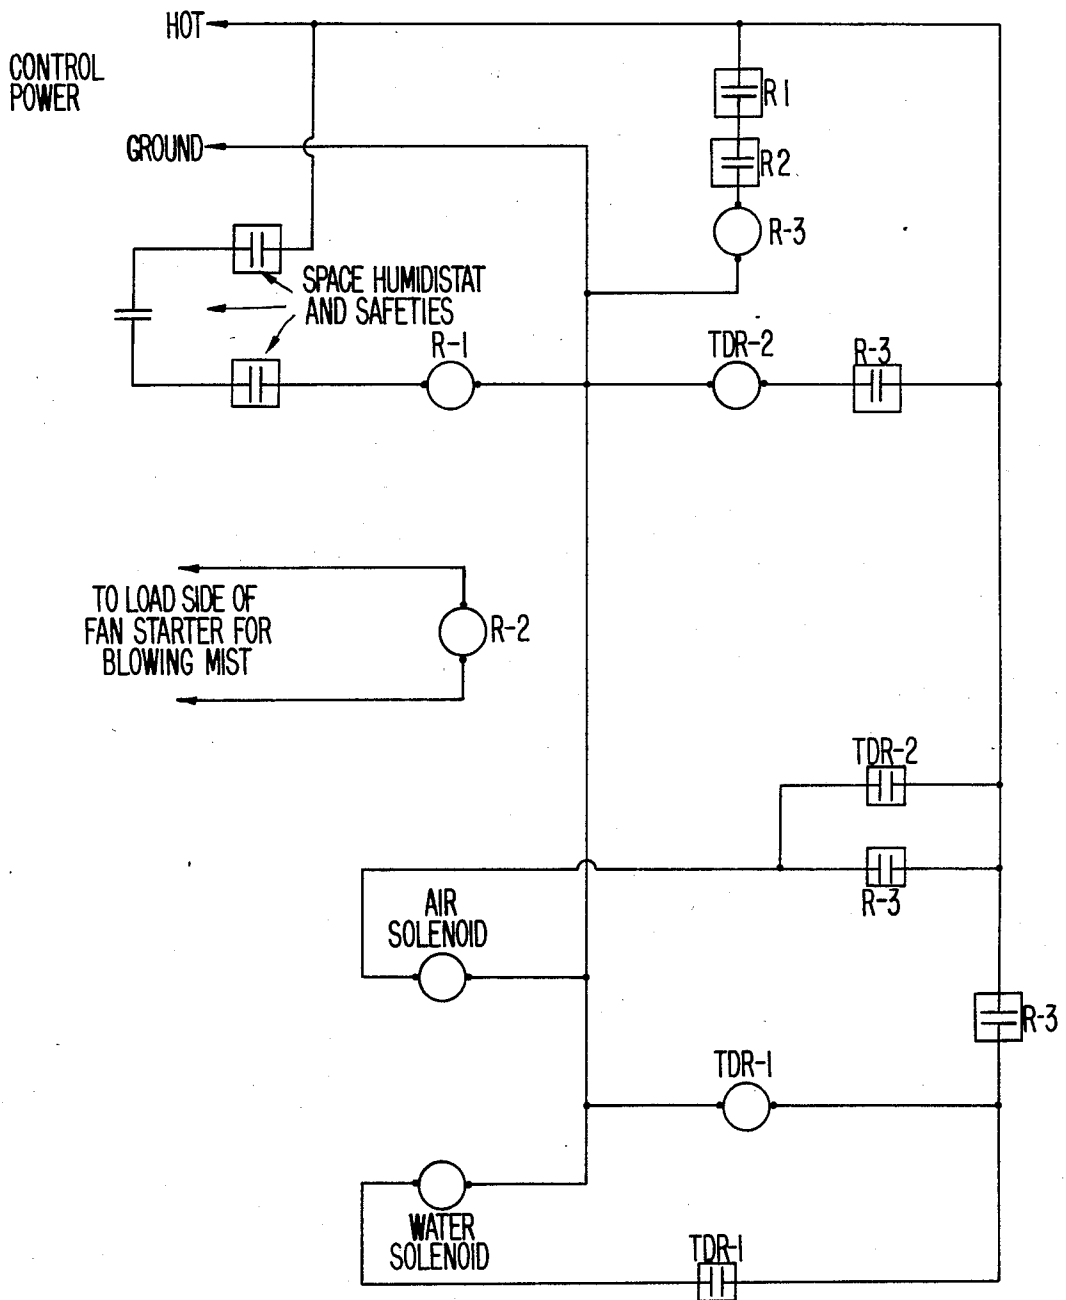 HOT
CONTROL
POWER
R1
GROUND
R2
R-3
SPACE HUMIDISTAT
AND SAFETIES
R-1
TDR-2
R-3
TO LOAD SIDE OF
FAN STARTER FOR
BLOWING MIST
R-2
TDR-2
R-3
AIR
SOLENOID
R-3
TDR-1
WATER
SOLENOID
TDR-1